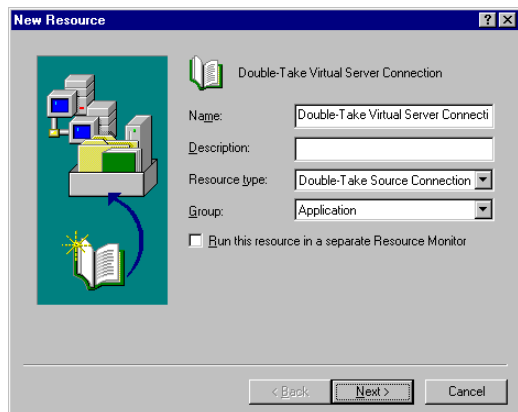 New Resource
Double-Take Virtual Server Connection
Name:
Double-Take Virtual Server Connecti
Description:
Resource type:
Double-Take Source Connection
Group:
Application
Run this resource in a separate Resource Monitor
< Back
Next >
Cancel